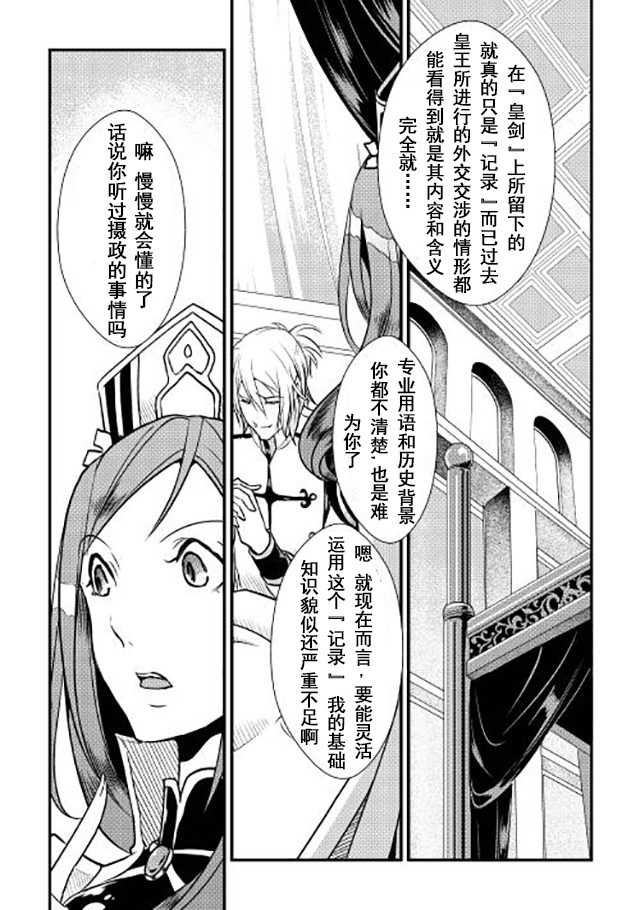 在『皇剑』上所留下的
就真的只是『记录』而已过去
皇王所进行的外交交涉的情形都
能看得到就是其内容和含义
完全就……
专业用语和历史背景
你都不清楚,也是难
为你了
嗯 就现在而言，要能灵活
运用这个『记录』我的基础
知识貌似还严重不足啊
嘛 慢慢就会懂的了
话说你听过摄政的事情吗